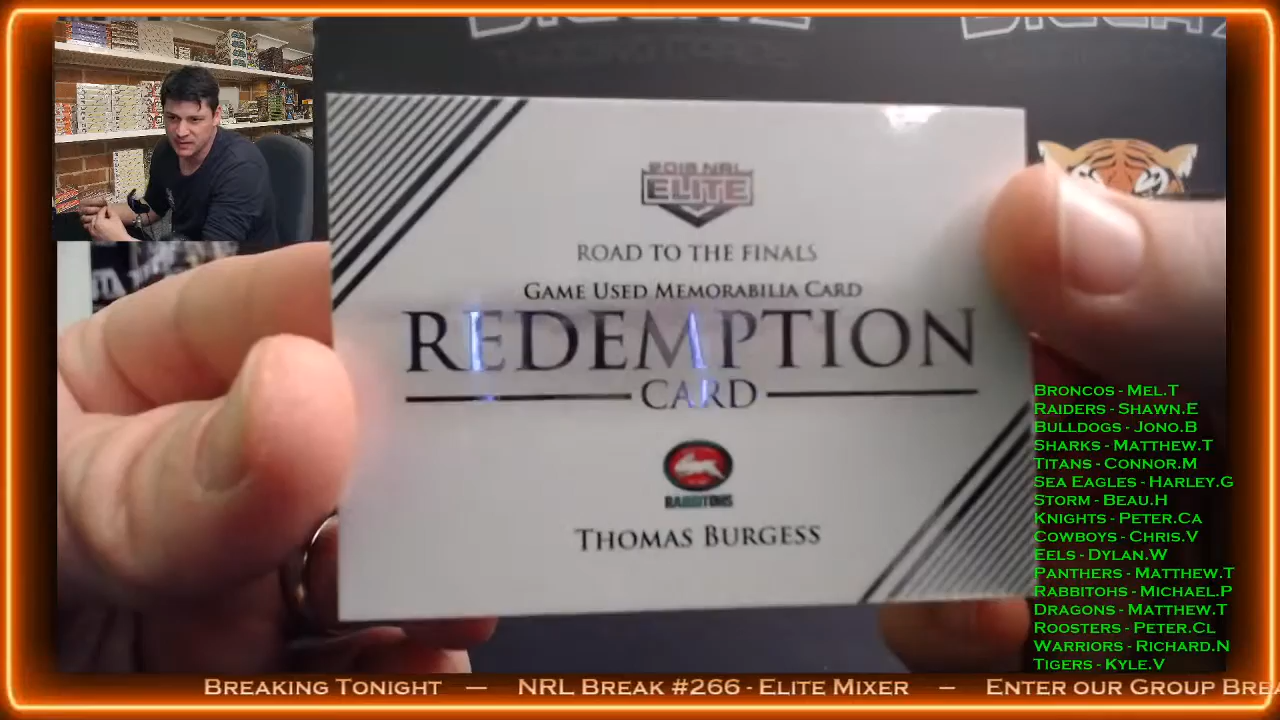 2018 NRL
ELITE
ROAD TO THE FINALS
GAME USED MEMORABILIA CARD
REDEMPTION
CARD
RABBITOHS
THOMAS BURGESS
BRONCOS - MEL.T
RAIDERS - SHAWN.E
BULLDOGS - JONO.B
SHARKS - MATTHEW.T
TITANS - CONNOR.M
SEA EAGLES - HARLEY.G
STORM - BEAU.H
KNIGHTS - PETER.CA
COWBOYS - CHRIS.V
EELS - DYLAN.W
PANTHERS - MATTHEW.T
RABBITOHS - MICHAEL.P
DRAGONS - MATTHEW.T
ROOSTERS - PETER.CL
WARRIORS - RICHARD.N
TIGERS - KYLE.V
BREAKING TONIGHT — NRL BREAK #266 - ELITE MIXER — ENTER OUR GROUP BREA